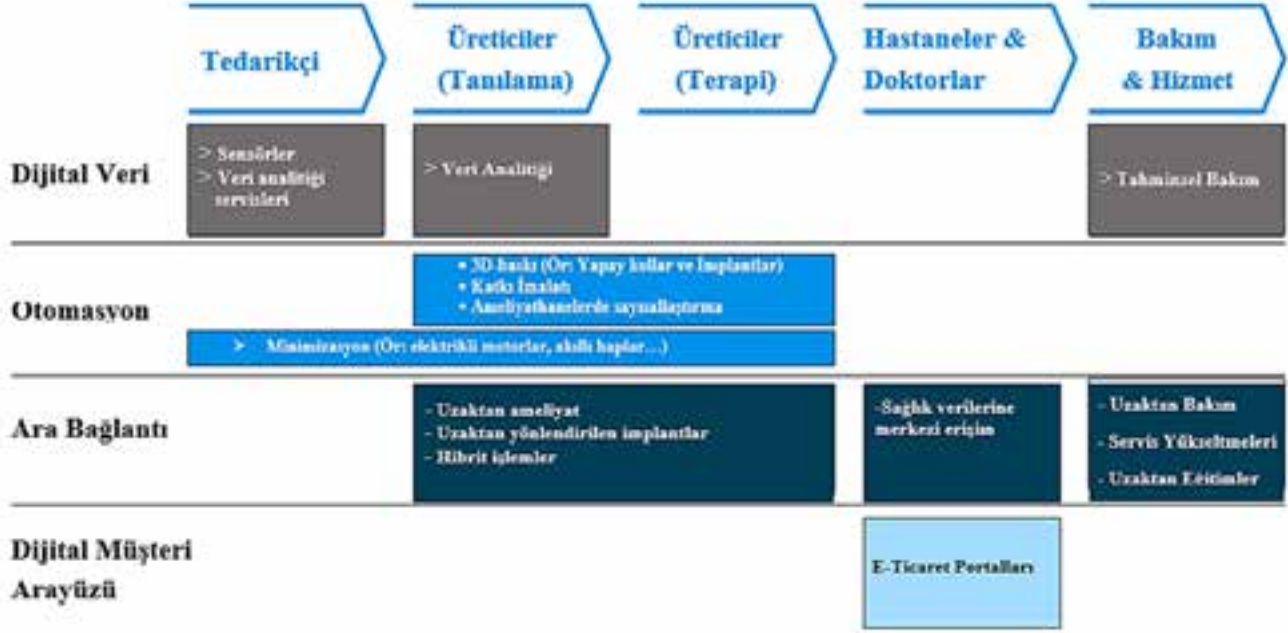 Tedarikçi
Üreticiler
(Tanılama)
Üreticiler
(Terapi)
Hastaneler &
Doktorlar
Bakım
& Hizmet
Dijital Veri
> Sensörler
> Veri analitiği
servisleri
> Veri Analitiği
> Tahminsel Bakım
Otomasyon
• 3D-baskı (Ör: Yapay kollar ve İmplantlar)
• Katkı İmalatı
• Ameliyathanelerde sayısallaştırma
> Minimizasyon (Ör: elektrikli motorlar, akıllı haplar…)
Ara Bağlantı
- Uzaktan ameliyat
- Uzaktan yönlendirilen implantlar
- Hibrit işlemler
-Sağlık verilerine
merkezi erişim
- Uzaktan Bakım
- Servis Yükseltmeleri
- Uzaktan Eğitimler
Dijital Müşteri
Arayüzü
E-Ticaret Portalları